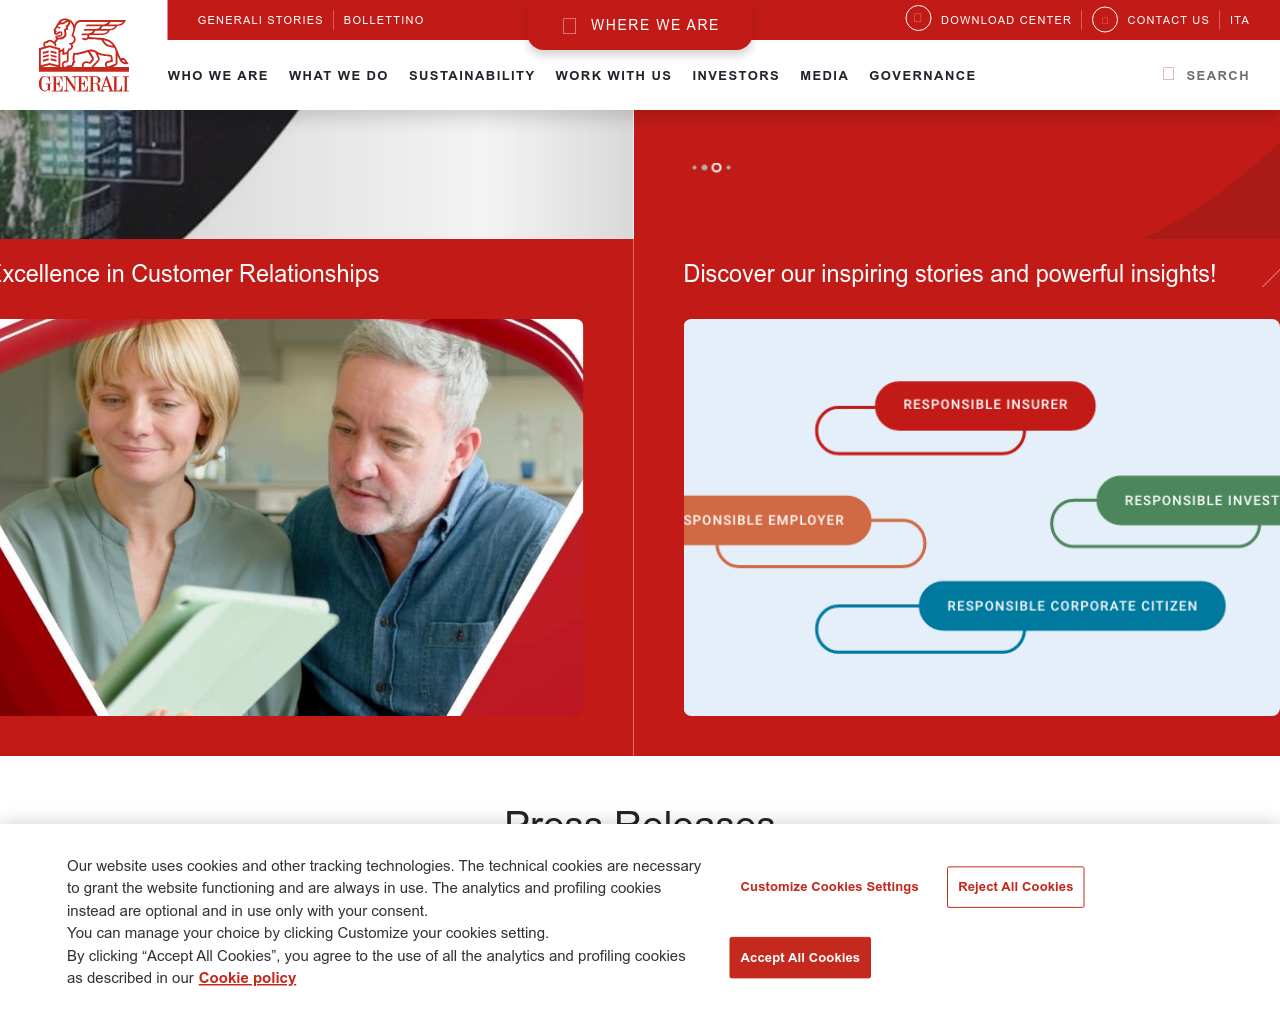 GENERALI STORIES
BOLLETTINO
WHERE WE ARE
DOWNLOAD CENTER
CONTACT US
ITA
GENERALI
WHO WE ARE
WHAT WE DO
SUSTAINABILITY
WORK WITH US
INVESTORS
MEDIA
GOVERNANCE
SEARCH
xcellence in Customer Relationships
Discover our inspiring stories and powerful insights!
RESPONSIBLE INSURER
RESPONSIBLE INVEST
SPONSIBLE EMPLOYER
RESPONSIBLE CORPORATE CITIZEN
Press Releases
Our website uses cookies and other tracking technologies. The technical cookies are necessary
to grant the website functioning and are always in use. The analytics and profiling cookies
instead are optional and in use only with your consent.
You can manage your choice by clicking Customize your cookies setting.
By clicking “Accept All Cookies”, you agree to the use of all the analytics and profiling cookies
as described in our Cookie policy
Customize Cookies Settings
Reject All Cookies
Accept All Cookies